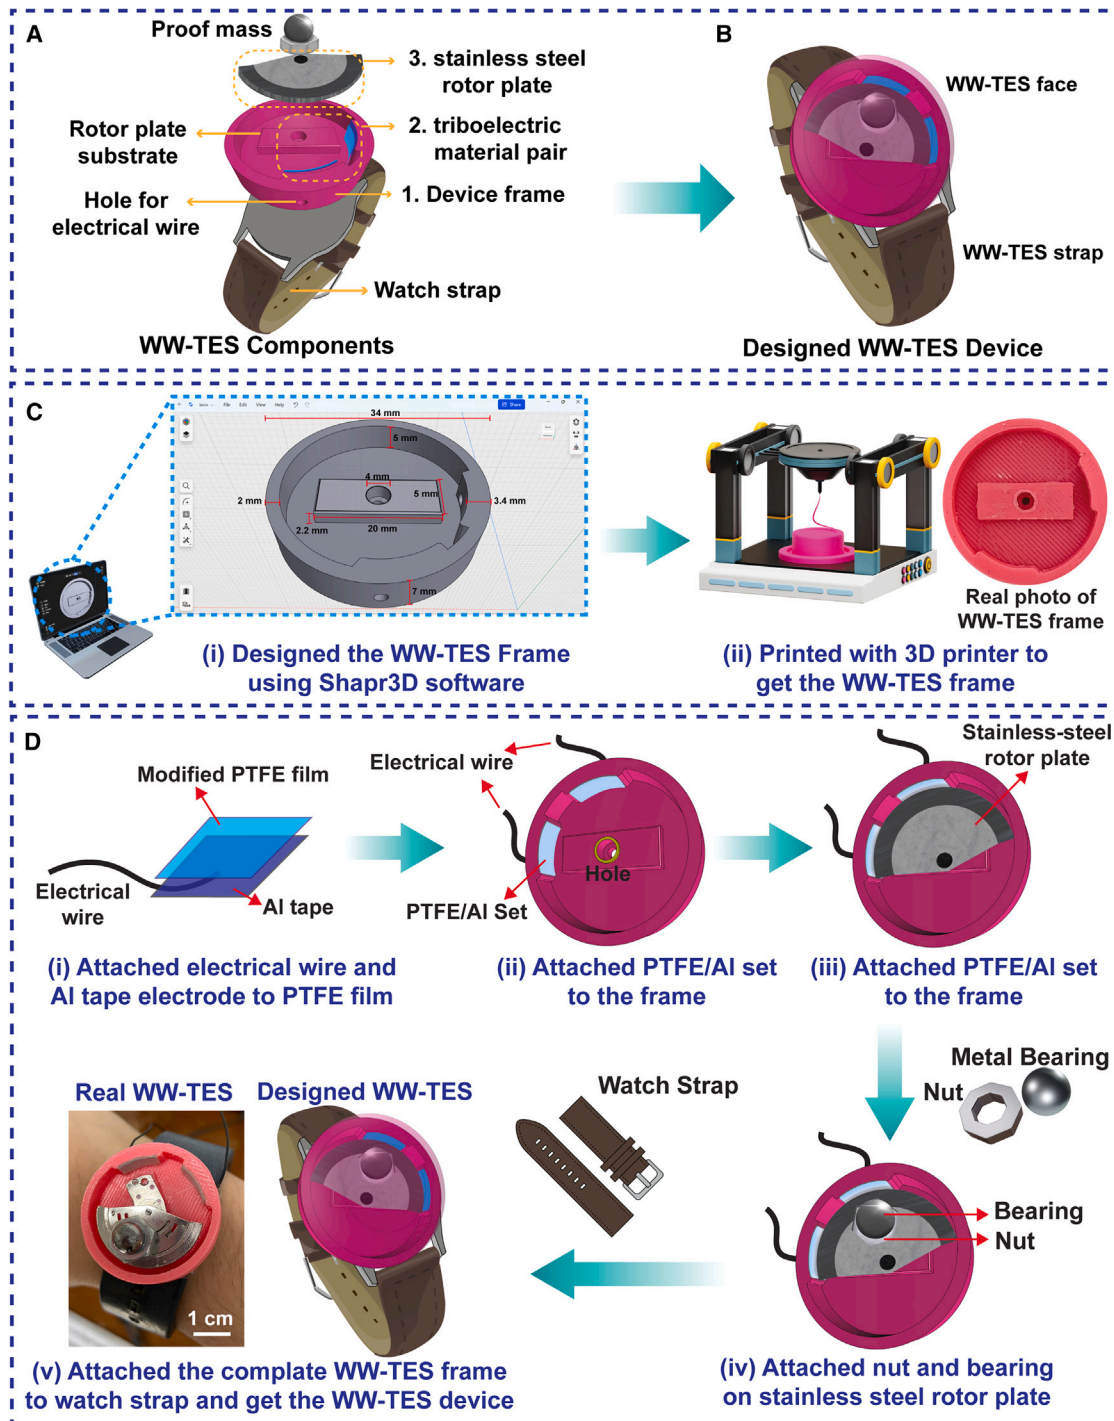 A
Proof mass
3. stainless steel
rotor plate
Rotor plate
substrate
2. triboelectric
material pair
Hole for
electrical wire
1. Device frame
Watch strap
WW-TES Components
B
WW-TES face
WW-TES strap
Designed WW-TES Device
C
File Edit View Help
Share
34 mm
5 mm
4 mm
5 mm
2 mm
3.4 mm
20 mm
2.2 mm
7 mm
(i) Designed the WW-TES Frame
using Shapr3D software
Real photo of
WW-TES frame
(ii) Printed with 3D printer to
get the WW-TES frame
D
Modified PTFE film
Electrical
wire
Al tape
(i) Attached electrical wire and
Al tape electrode to PTFE film
Electrical wire
Hole
PTFE/Al Set
(ii) Attached PTFE/Al set
to the frame
Stainless-steel
rotor plate
(iii) Attached PTFE/Al set
to the frame
Metal Bearing
Nut
Bearing
Nut
(iv) Attached nut and bearing
on stainless steel rotor plate
Watch Strap
Real WW-TES
Designed WW-TES
1 cm
(v) Attached the complate WW-TES frame
to watch strap and get the WW-TES device